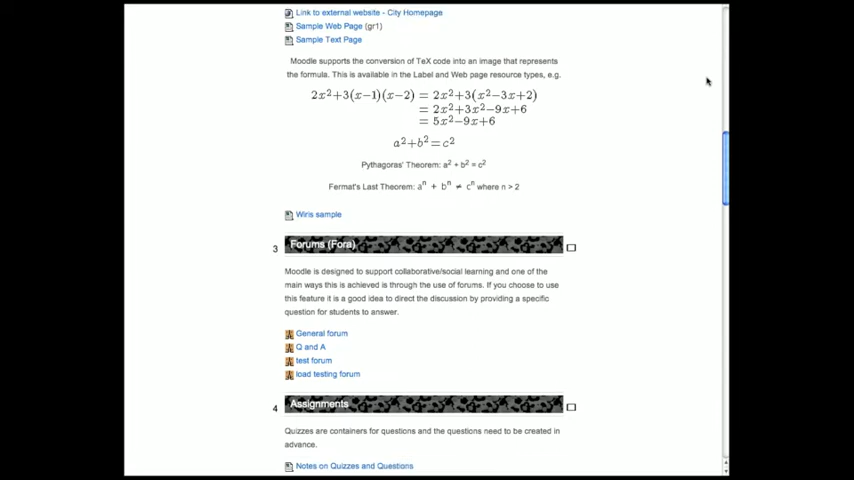 Link to external website - City Homepage
Sample Web Page (gr1)
Sample Text Page
Moodle supports the conversion of TeX code into an image that represents
the formula. This is available in the Label and Web page resource types, e.g.
2x²+3(x−1)(x−2) = 2x²+3(x²−3x+2)
= 2x²+3x²−9x+6
= 5x²−9x+6
a²+b²=c²
Pythagoras' Theorem: a² + b² = c²
Fermat's Last Theorem: aⁿ + bⁿ ≠ cⁿ where n > 2
Wiris sample
3 Forums (Fora)
Moodle is designed to support collaborative/social learning and one of the
main ways this is achieved is through the use of forums. If you choose to use
this feature it is a good idea to direct the discussion by providing a specific
question for students to answer.
General forum
Q and A
test forum
load testing forum
4 Assignments
Quizzes are containers for questions and the questions need to be created in
advance.
Notes on Quizzes and Questions